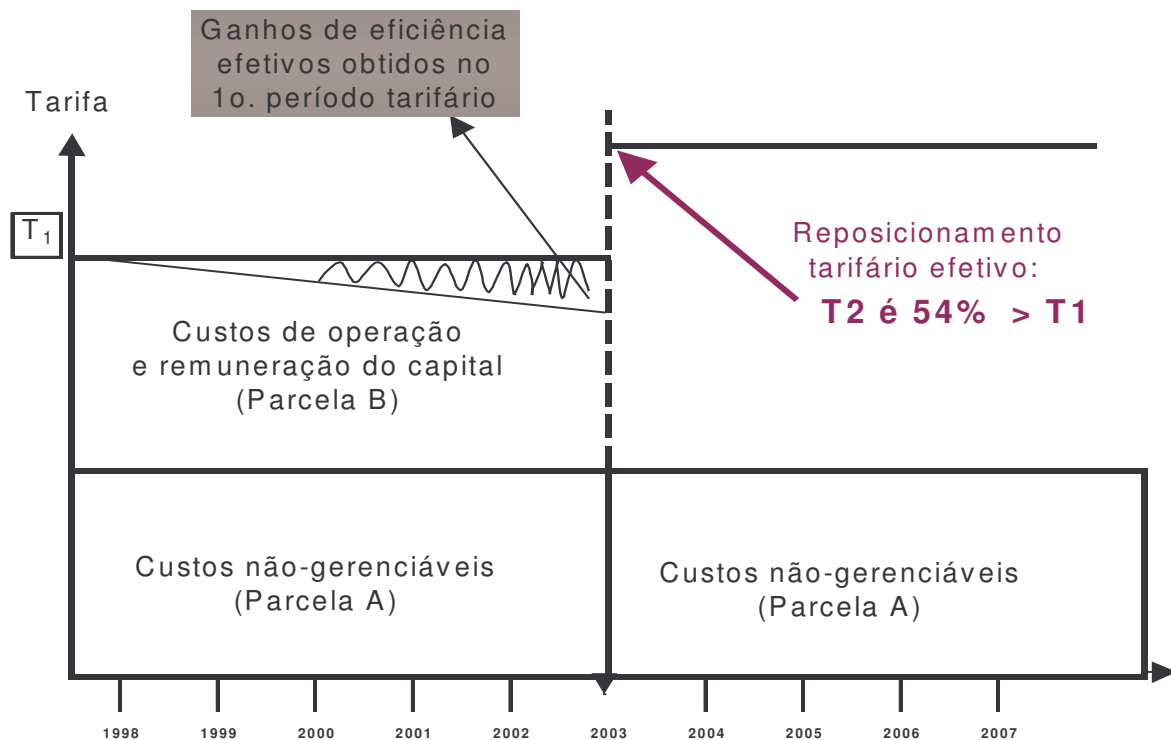 Ganhos de eficiência
efetivos obtidos no
1o. período tarifário
Tarifa
T1
Reposicionamento
tarifário efetivo:
T2 é 54% > T1
Custos de operação
e remuneração do capital
(Parcela B)
Custos não-gerenciáveis
(Parcela A)
Custos não-gerenciáveis
(Parcela A)
1998 1999 2000 2001 2002 2003 2004 2005 2006 2007